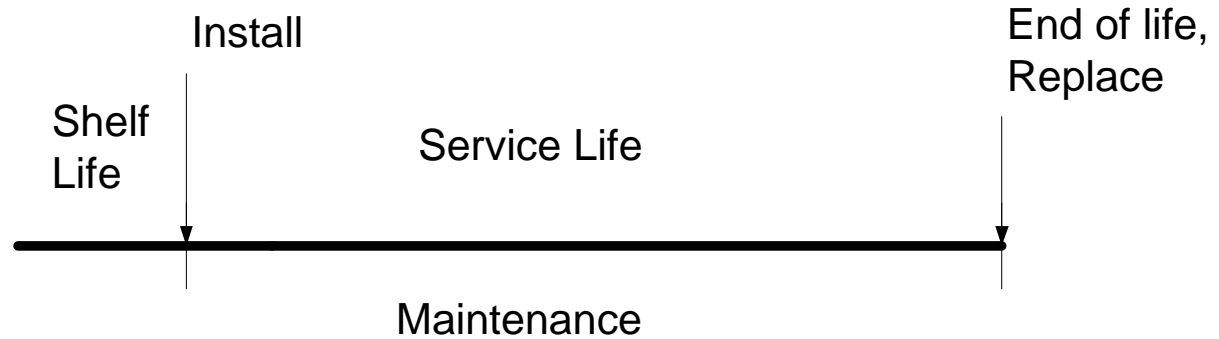 Install
End of life,
Replace
Shelf
Life
Service Life
Maintenance